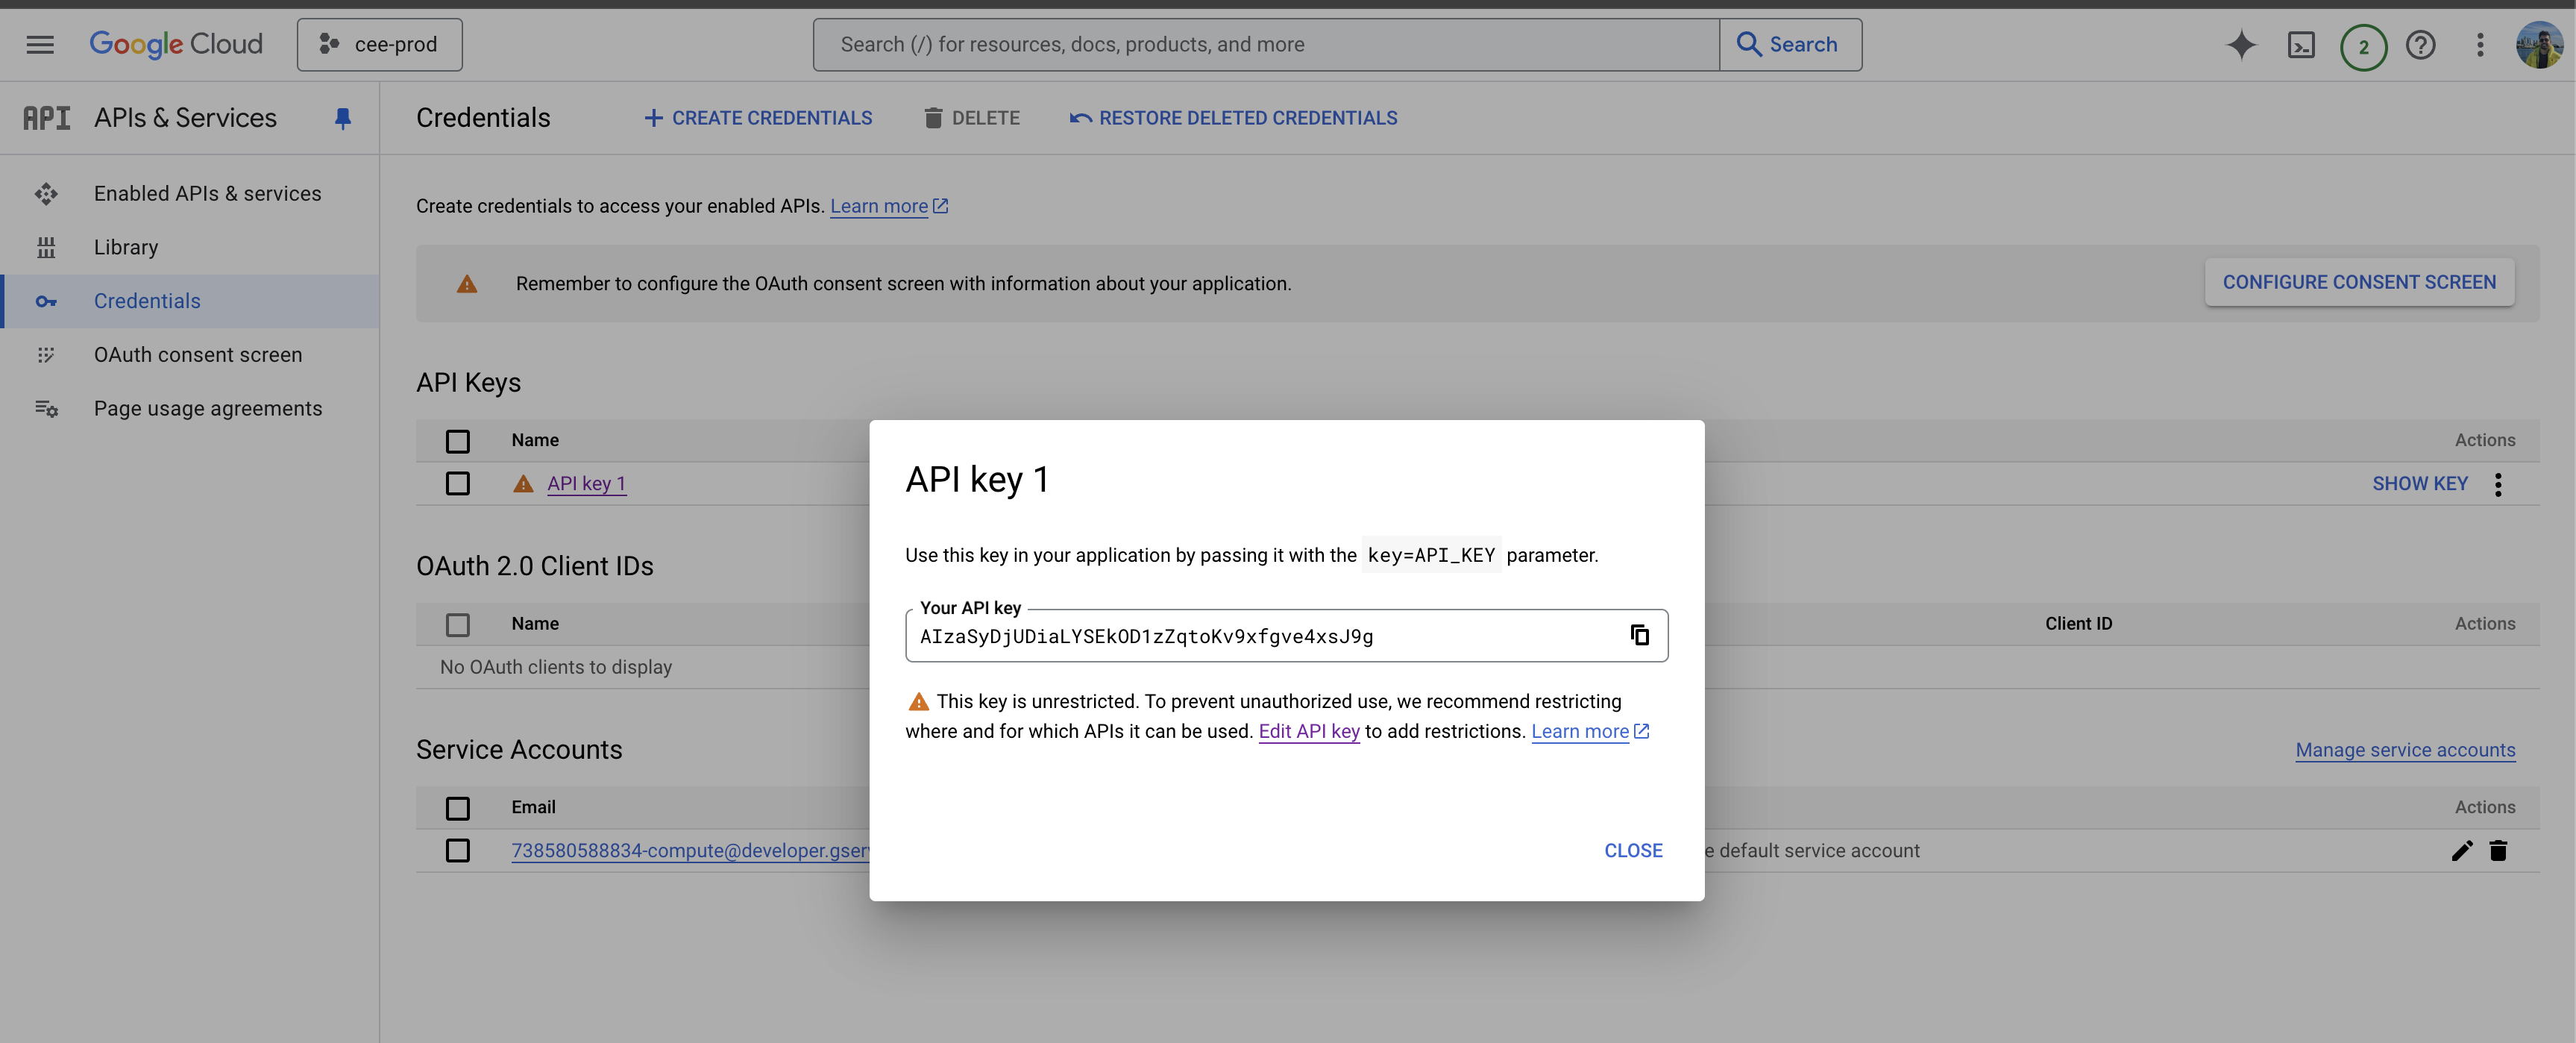 Google Cloud
cee-prod
Search (/) for resources, docs, products, and more
Search
2
API
APIs & Services
Credentials
CREATE CREDENTIALS
DELETE
RESTORE DELETED CREDENTIALS
Enabled APIs & services
Library
Credentials
OAuth consent screen
Page usage agreements
Create credentials to access your enabled APIs. Learn more
Remember to configure the OAuth consent screen with information about your application.
CONFIGURE CONSENT SCREEN
API Keys
Name
Actions
API key 1
SHOW KEY
OAuth 2.0 Client IDs
Name
Client ID
Actions
No OAuth clients to display
Service Accounts
Manage service accounts
Email
Actions
738580588834-compute@developer.gser
default service account
API key 1
Use this key in your application by passing it with the key=API_KEY parameter.
Your API key
AIzaSyDjUDiaLYSEkOD1zZqtoKv9xfgve4xsJ9g
This key is unrestricted. To prevent unauthorized use, we recommend restricting
where and for which APIs it can be used. Edit API key to add restrictions. Learn more
CLOSE